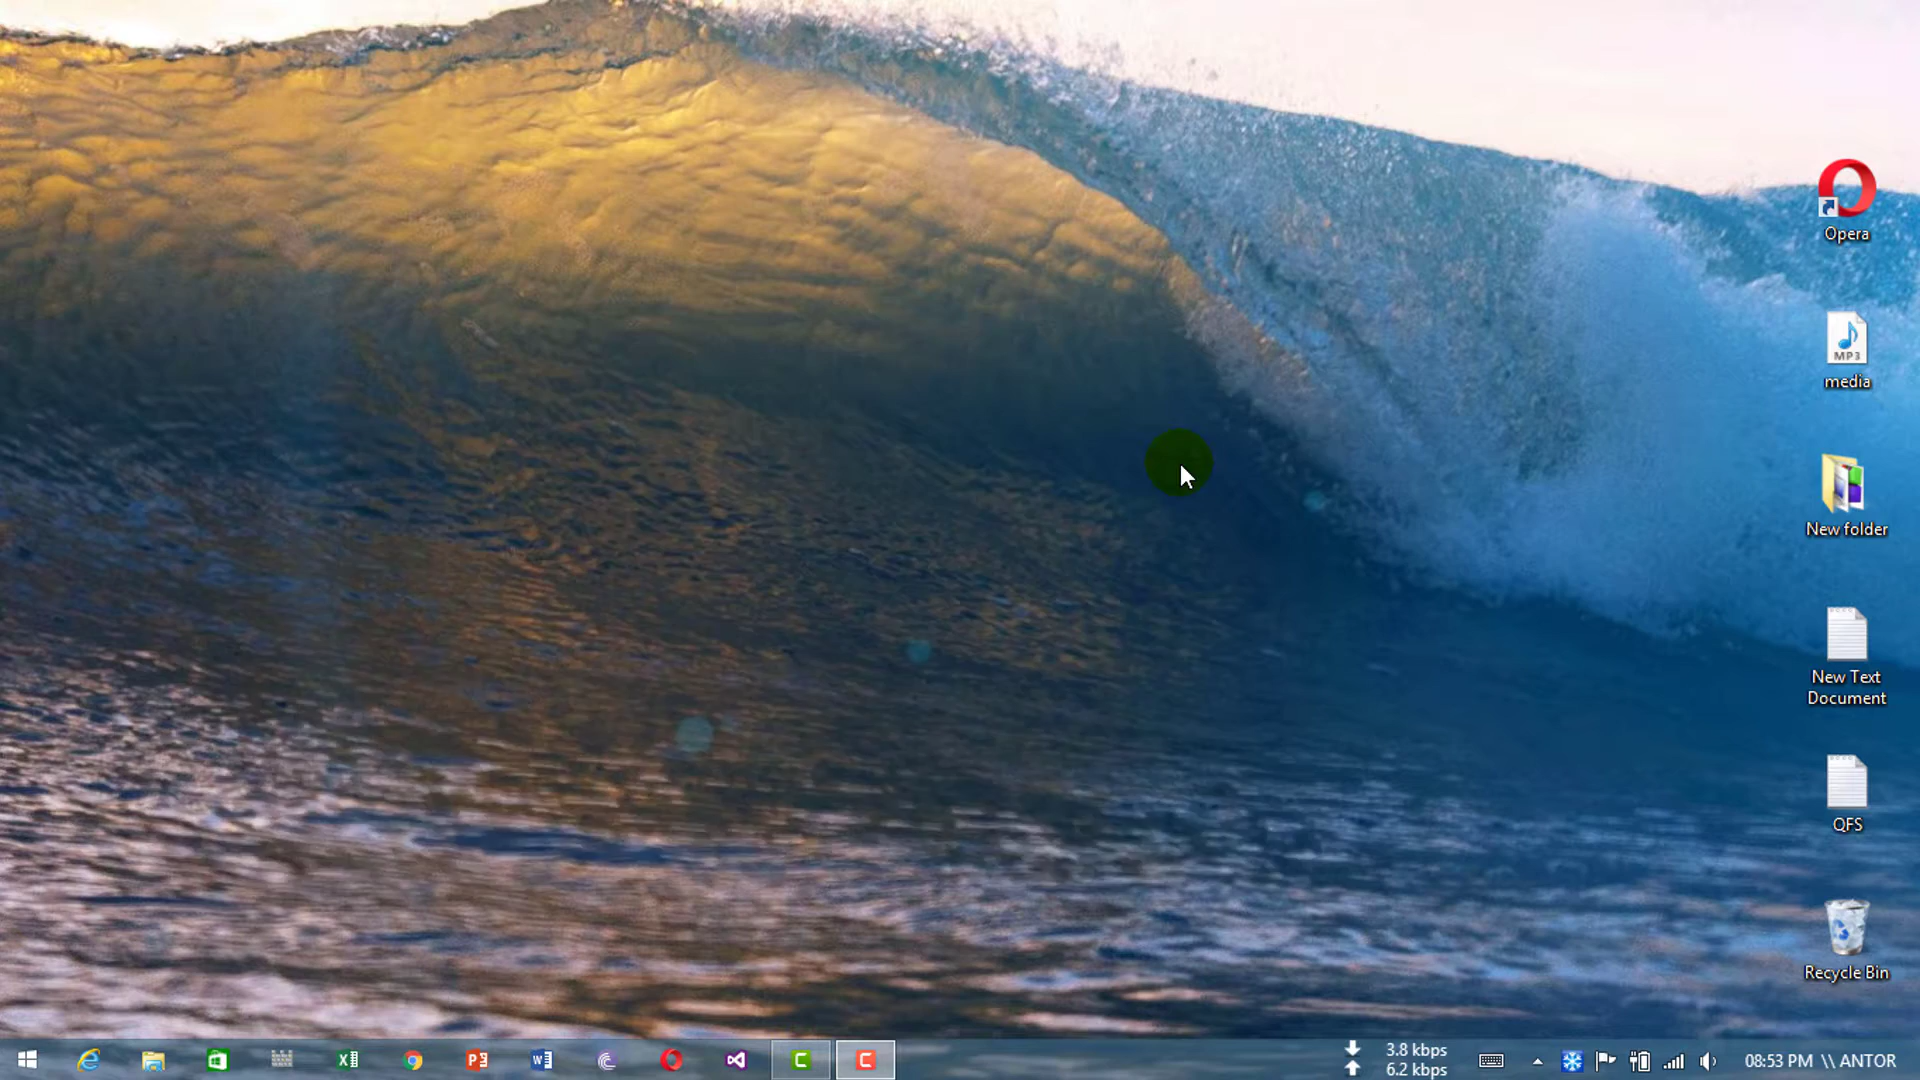 Opera
MP3
media
New folder
New Text
Document
QFS
Recycle Bin
3.8 kbps
6.2 kbps
08:53 PM \\ ANTOR